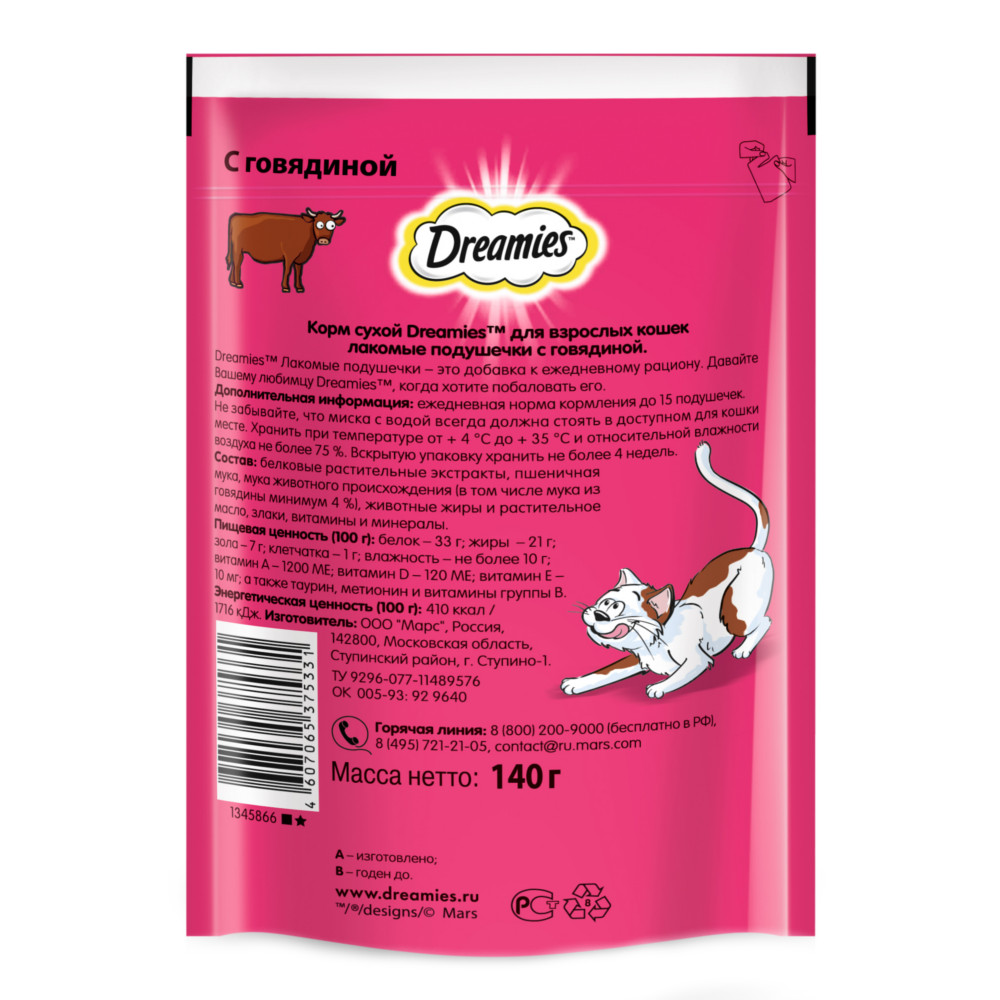 С говядиной
Dreamies™
Корм сухой Dreamies™ для взрослых кошек
лакомые подушечки с говядиной.
Dreamies™ Лакомые подушечки – это добавка к ежедневному рациону. Давайте
Вашему любимцу Dreamies™, когда хотите побаловать его.
Дополнительная информация: ежедневная норма кормления до 15 подушечек.
Не забывайте, что миска с водой всегда должна стоять в доступном для кошки
месте. Хранить при температуре от + 4 °C до + 35 °C и относительной влажности
воздуха не более 75 %. Вскрытую упаковку хранить не более 4 недель.
Состав: белковые растительные экстракты, пшеничная
мука, мука животного происхождения (в том числе мука из
говядины минимум 4 %), животные жиры и растительное
масло, злаки, витамины и минералы.
Пищевая ценность (100 г): белок – 33 г; жиры – 21 г;
зола – 7 г; клетчатка – 1 г; влажность – не более 10 г;
витамин А – 1200 МЕ; витамин D – 120 МЕ; витамин Е –
10 мг; а также таурин, метионин и витамины группы В.
Энергетическая ценность (100 г): 410 ккал /
1716 кДж. Изготовитель: ООО "Марс", Россия,
142800, Московская область,
Ступинский район, г. Ступино-1.
ТУ 9296-077-11489576
ОК 005-93: 92 9640
Горячая линия: 8 (800) 200-9000 (бесплатно в РФ),
8 (495) 721-21-05, contact@ru.mars.com
Масса нетто: 140 г
4 607065 375331
1345866 ■★
А – изготовлено;
В – годен до.
www.dreamies.ru
™/®/designs/© Mars
РСТ
8